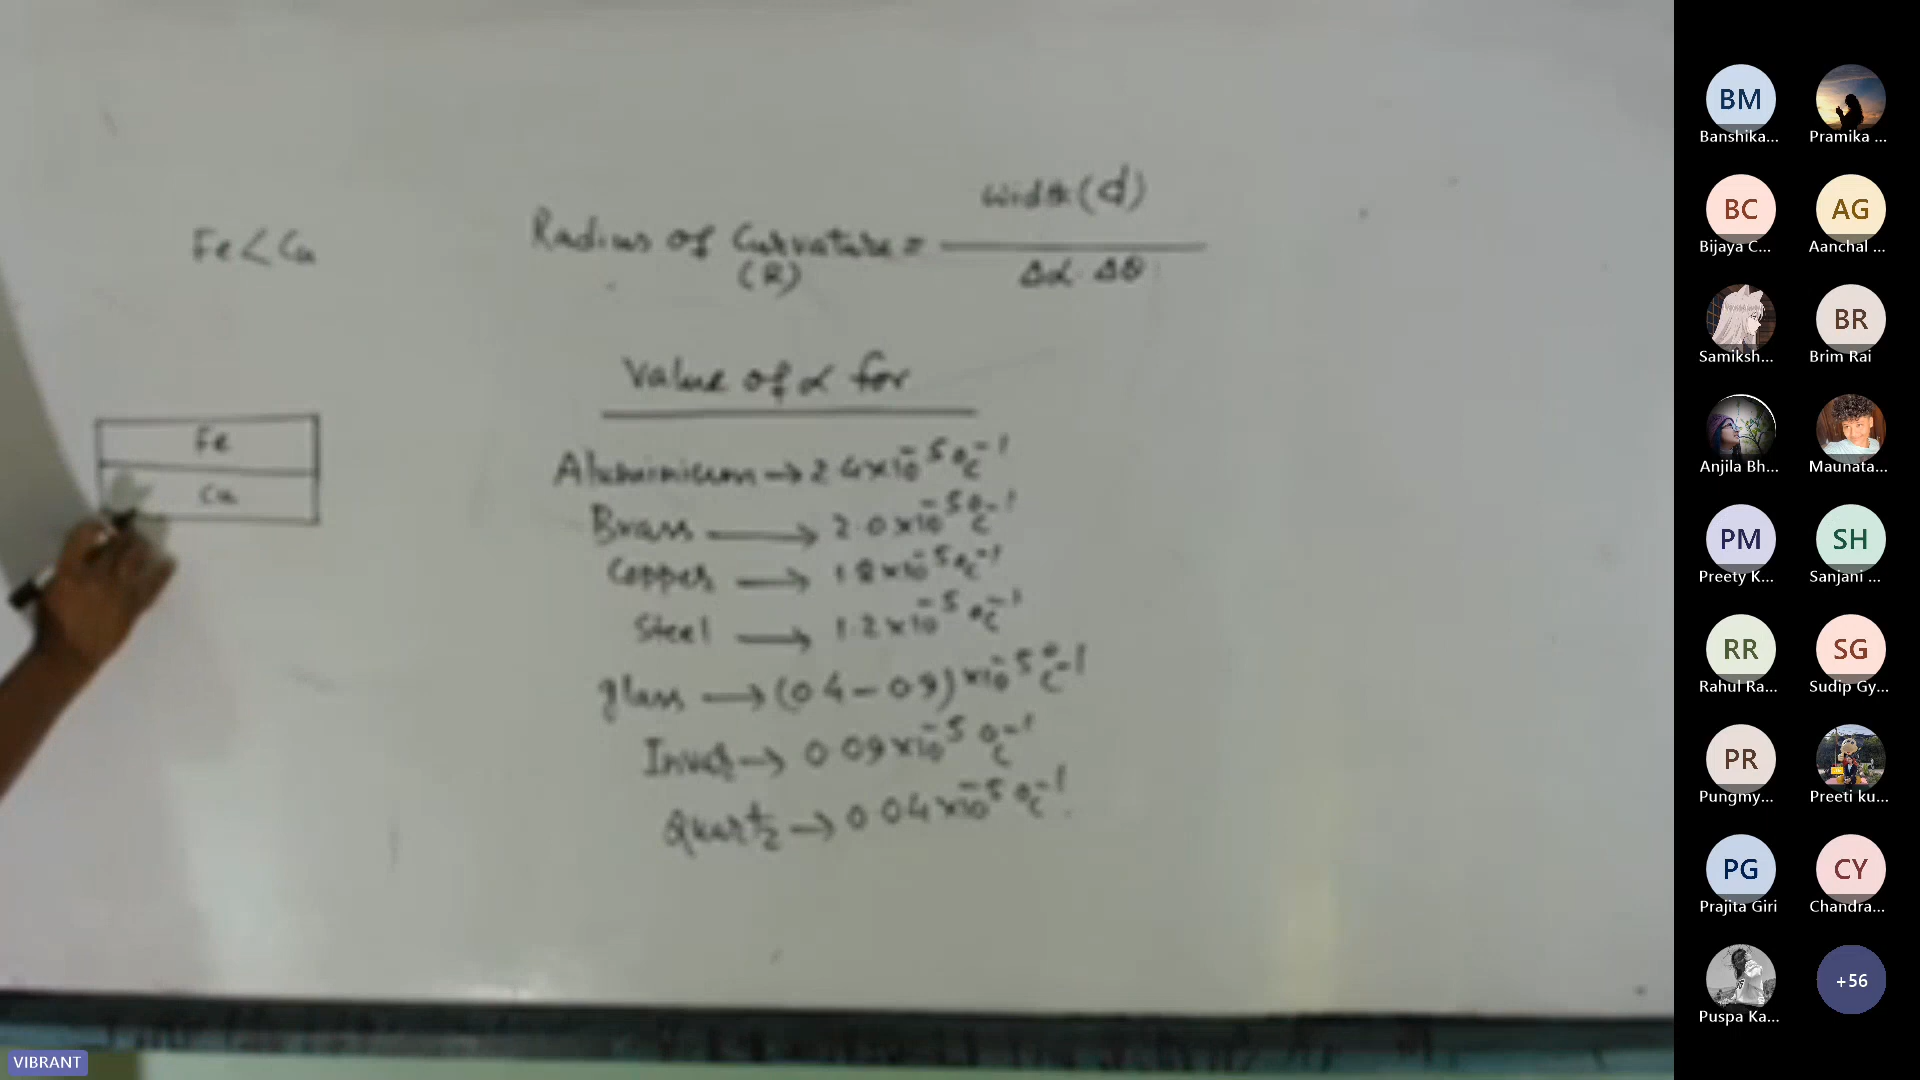 Fe < Cu
Width (d)
Radius of Curvature =
(R)
Δα · Δθ
Value of α for
Fe
Cu
Aluminium → 2.4×10⁻⁵ °C⁻¹
Brass → 2.0×10⁻⁵ °C⁻¹
Copper → 1.8×10⁻⁵ °C⁻¹
Steel → 1.2×10⁻⁵ °C⁻¹
glass → (0.4 – 0.9)×10⁻⁵ °C⁻¹
Invar → 0.09×10⁻⁵ °C⁻¹
Quartz → 0.04×10⁻⁵ °C⁻¹
VIBRANT
BM
Banshika...
Pramika ...
BC
AG
Bijaya C...
Aanchal ...
BR
Samiksh...
Brim Rai
Anjila Bh...
Maunata...
PM
SH
Preety K...
Sanjani ...
RR
SG
Rahul Ra...
Sudip Gy...
PR
Pungmy...
Preeti ku...
PG
CY
Prajita Giri
Chandra...
+56
Puspa Ka...